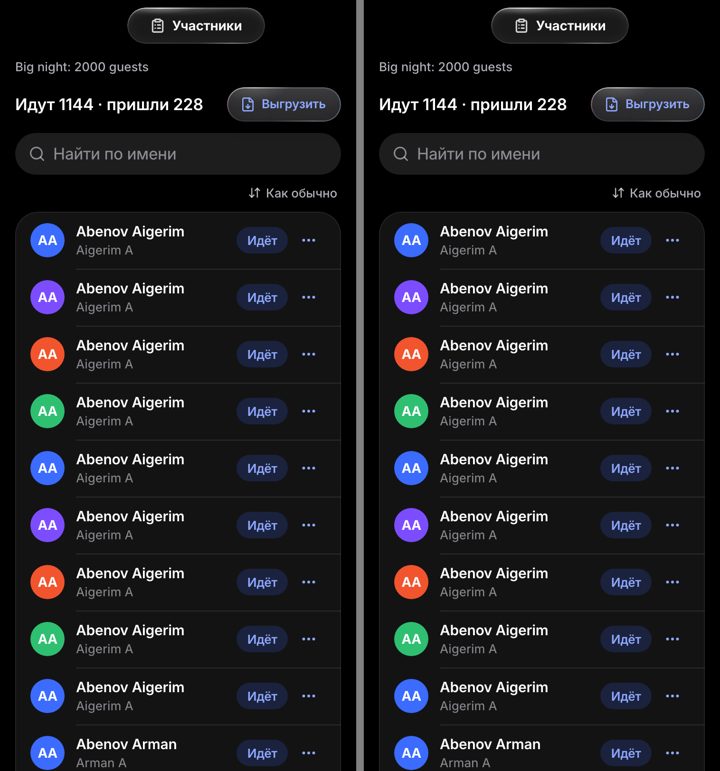 Участники
Big night: 2000 guests
Идут 1144 · пришли 228
Выгрузить
Найти по имени
Как обычно
AA
Abenov Aigerim
Aigerim A
Идёт
AA
Abenov Aigerim
Aigerim A
Идёт
AA
Abenov Aigerim
Aigerim A
Идёт
AA
Abenov Aigerim
Aigerim A
Идёт
AA
Abenov Aigerim
Aigerim A
Идёт
AA
Abenov Aigerim
Aigerim A
Идёт
AA
Abenov Aigerim
Aigerim A
Идёт
AA
Abenov Aigerim
Aigerim A
Идёт
AA
Abenov Aigerim
Aigerim A
Идёт
AA
Abenov Arman
Arman A
Идёт
Участники
Big night: 2000 guests
Идут 1144 · пришли 228
Выгрузить
Найти по имени
Как обычно
AA
Abenov Aigerim
Aigerim A
Идёт
AA
Abenov Aigerim
Aigerim A
Идёт
AA
Abenov Aigerim
Aigerim A
Идёт
AA
Abenov Aigerim
Aigerim A
Идёт
AA
Abenov Aigerim
Aigerim A
Идёт
AA
Abenov Aigerim
Aigerim A
Идёт
AA
Abenov Aigerim
Aigerim A
Идёт
AA
Abenov Aigerim
Aigerim A
Идёт
AA
Abenov Aigerim
Aigerim A
Идёт
AA
Abenov Arman
Arman A
Идёт